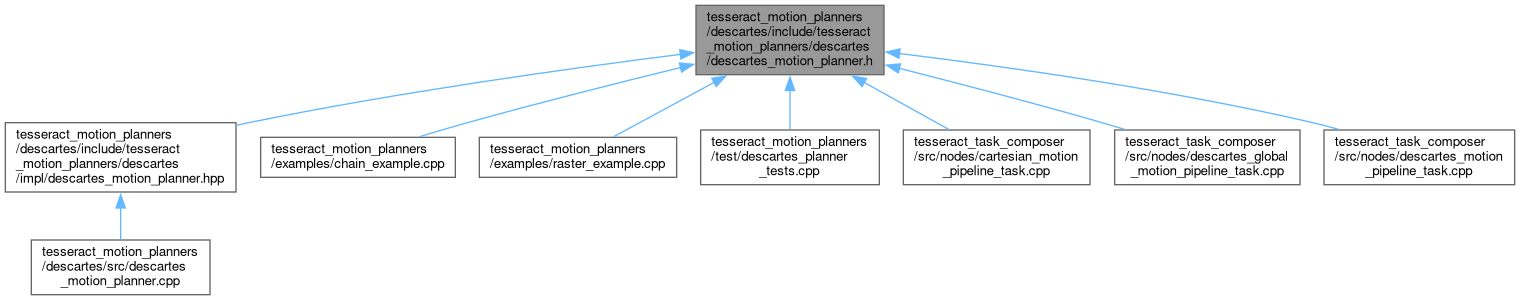 tesseract_motion_planners
/descartes/include/tesseract
_motion_planners/descartes
/descartes_motion_planner.h
tesseract_motion_planners
/descartes/include/tesseract
_motion_planners/descartes
/impl/descartes_motion_planner.hpp
tesseract_motion_planners
/examples/chain_example.cpp
tesseract_motion_planners
/examples/raster_example.cpp
tesseract_motion_planners
/test/descartes_planner
_tests.cpp
tesseract_task_composer
/src/nodes/cartesian_motion
_pipeline_task.cpp
tesseract_task_composer
/src/nodes/descartes_global
_motion_pipeline_task.cpp
tesseract_task_composer
/src/nodes/descartes_motion
_pipeline_task.cpp
tesseract_motion_planners
/descartes/src/descartes
_motion_planner.cpp